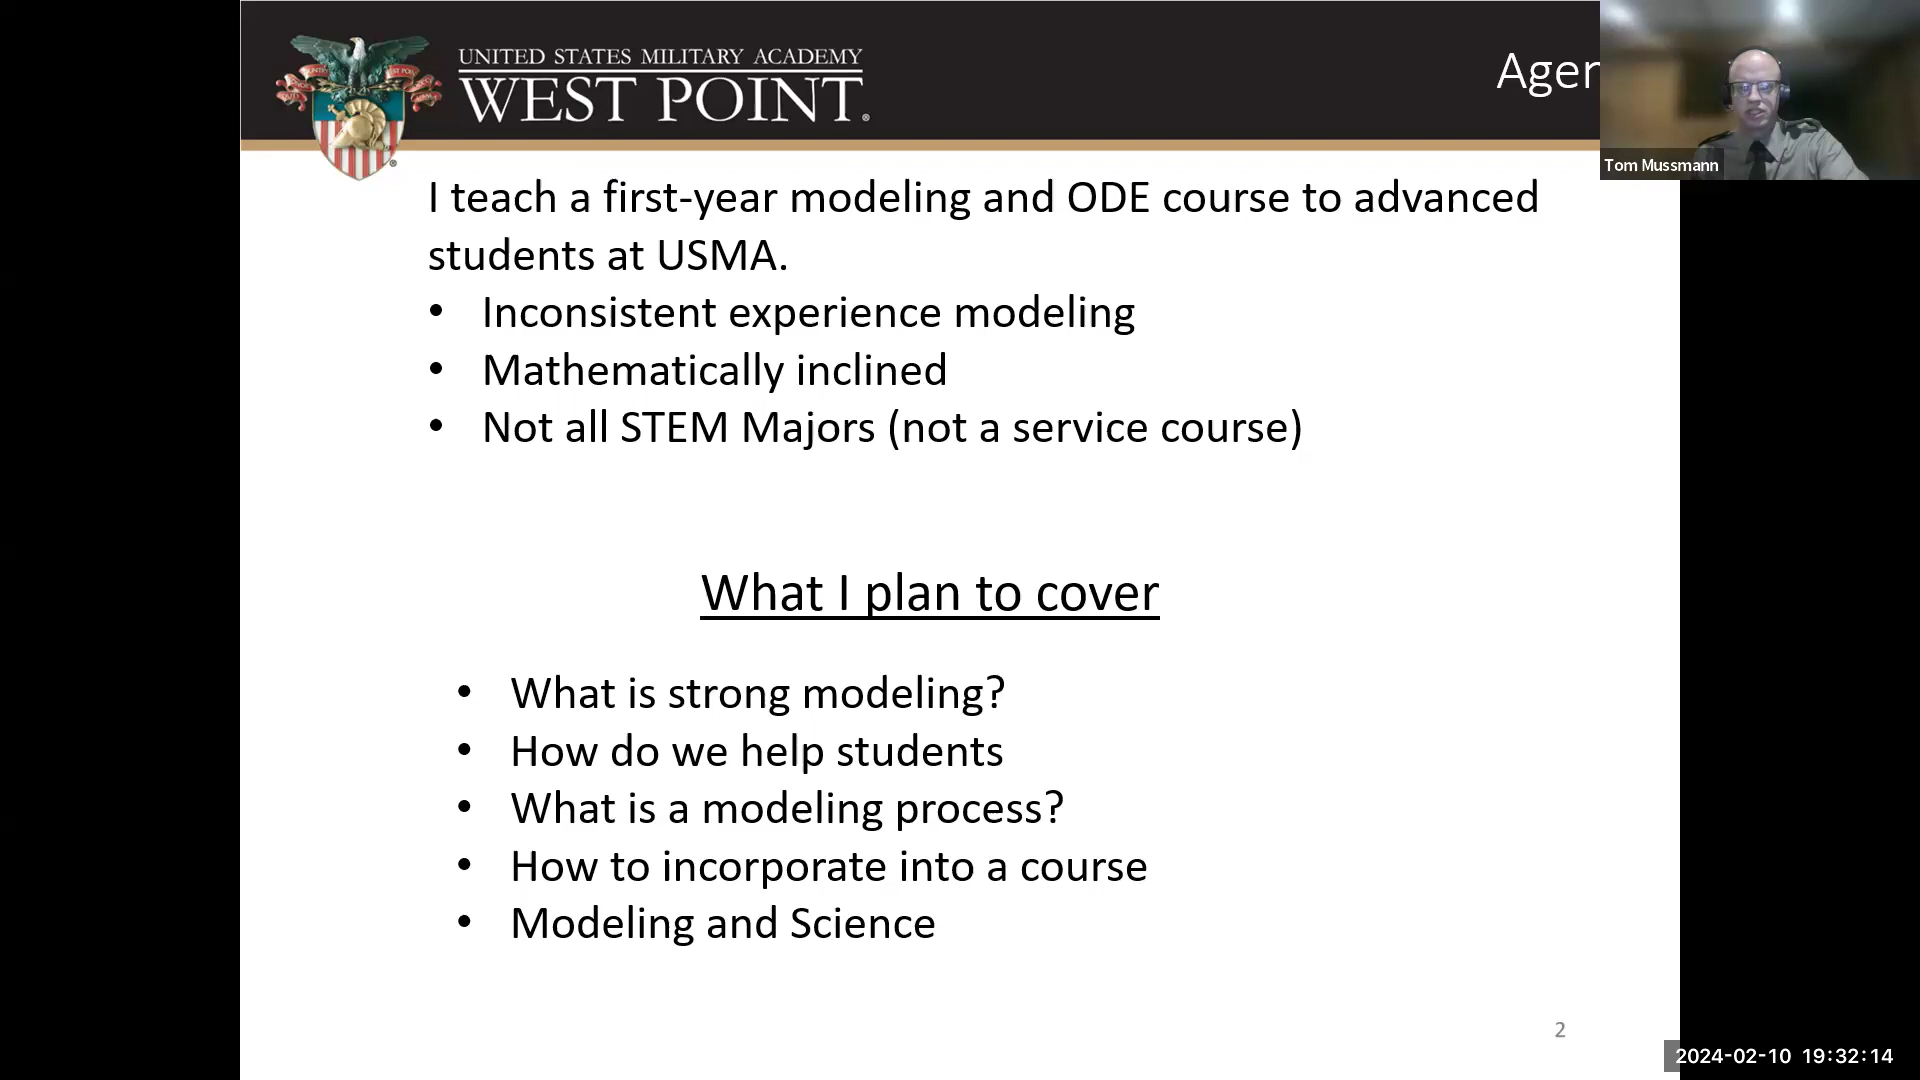 UNITED STATES MILITARY ACADEMY
WEST POINT®
Agen
Tom Mussmann
I teach a first-year modeling and ODE course to advanced
students at USMA.
• Inconsistent experience modeling
• Mathematically inclined
• Not all STEM Majors (not a service course)
What I plan to cover
• What is strong modeling?
• How do we help students
• What is a modeling process?
• How to incorporate into a course
• Modeling and Science
2
2024-02-10 19:32:14